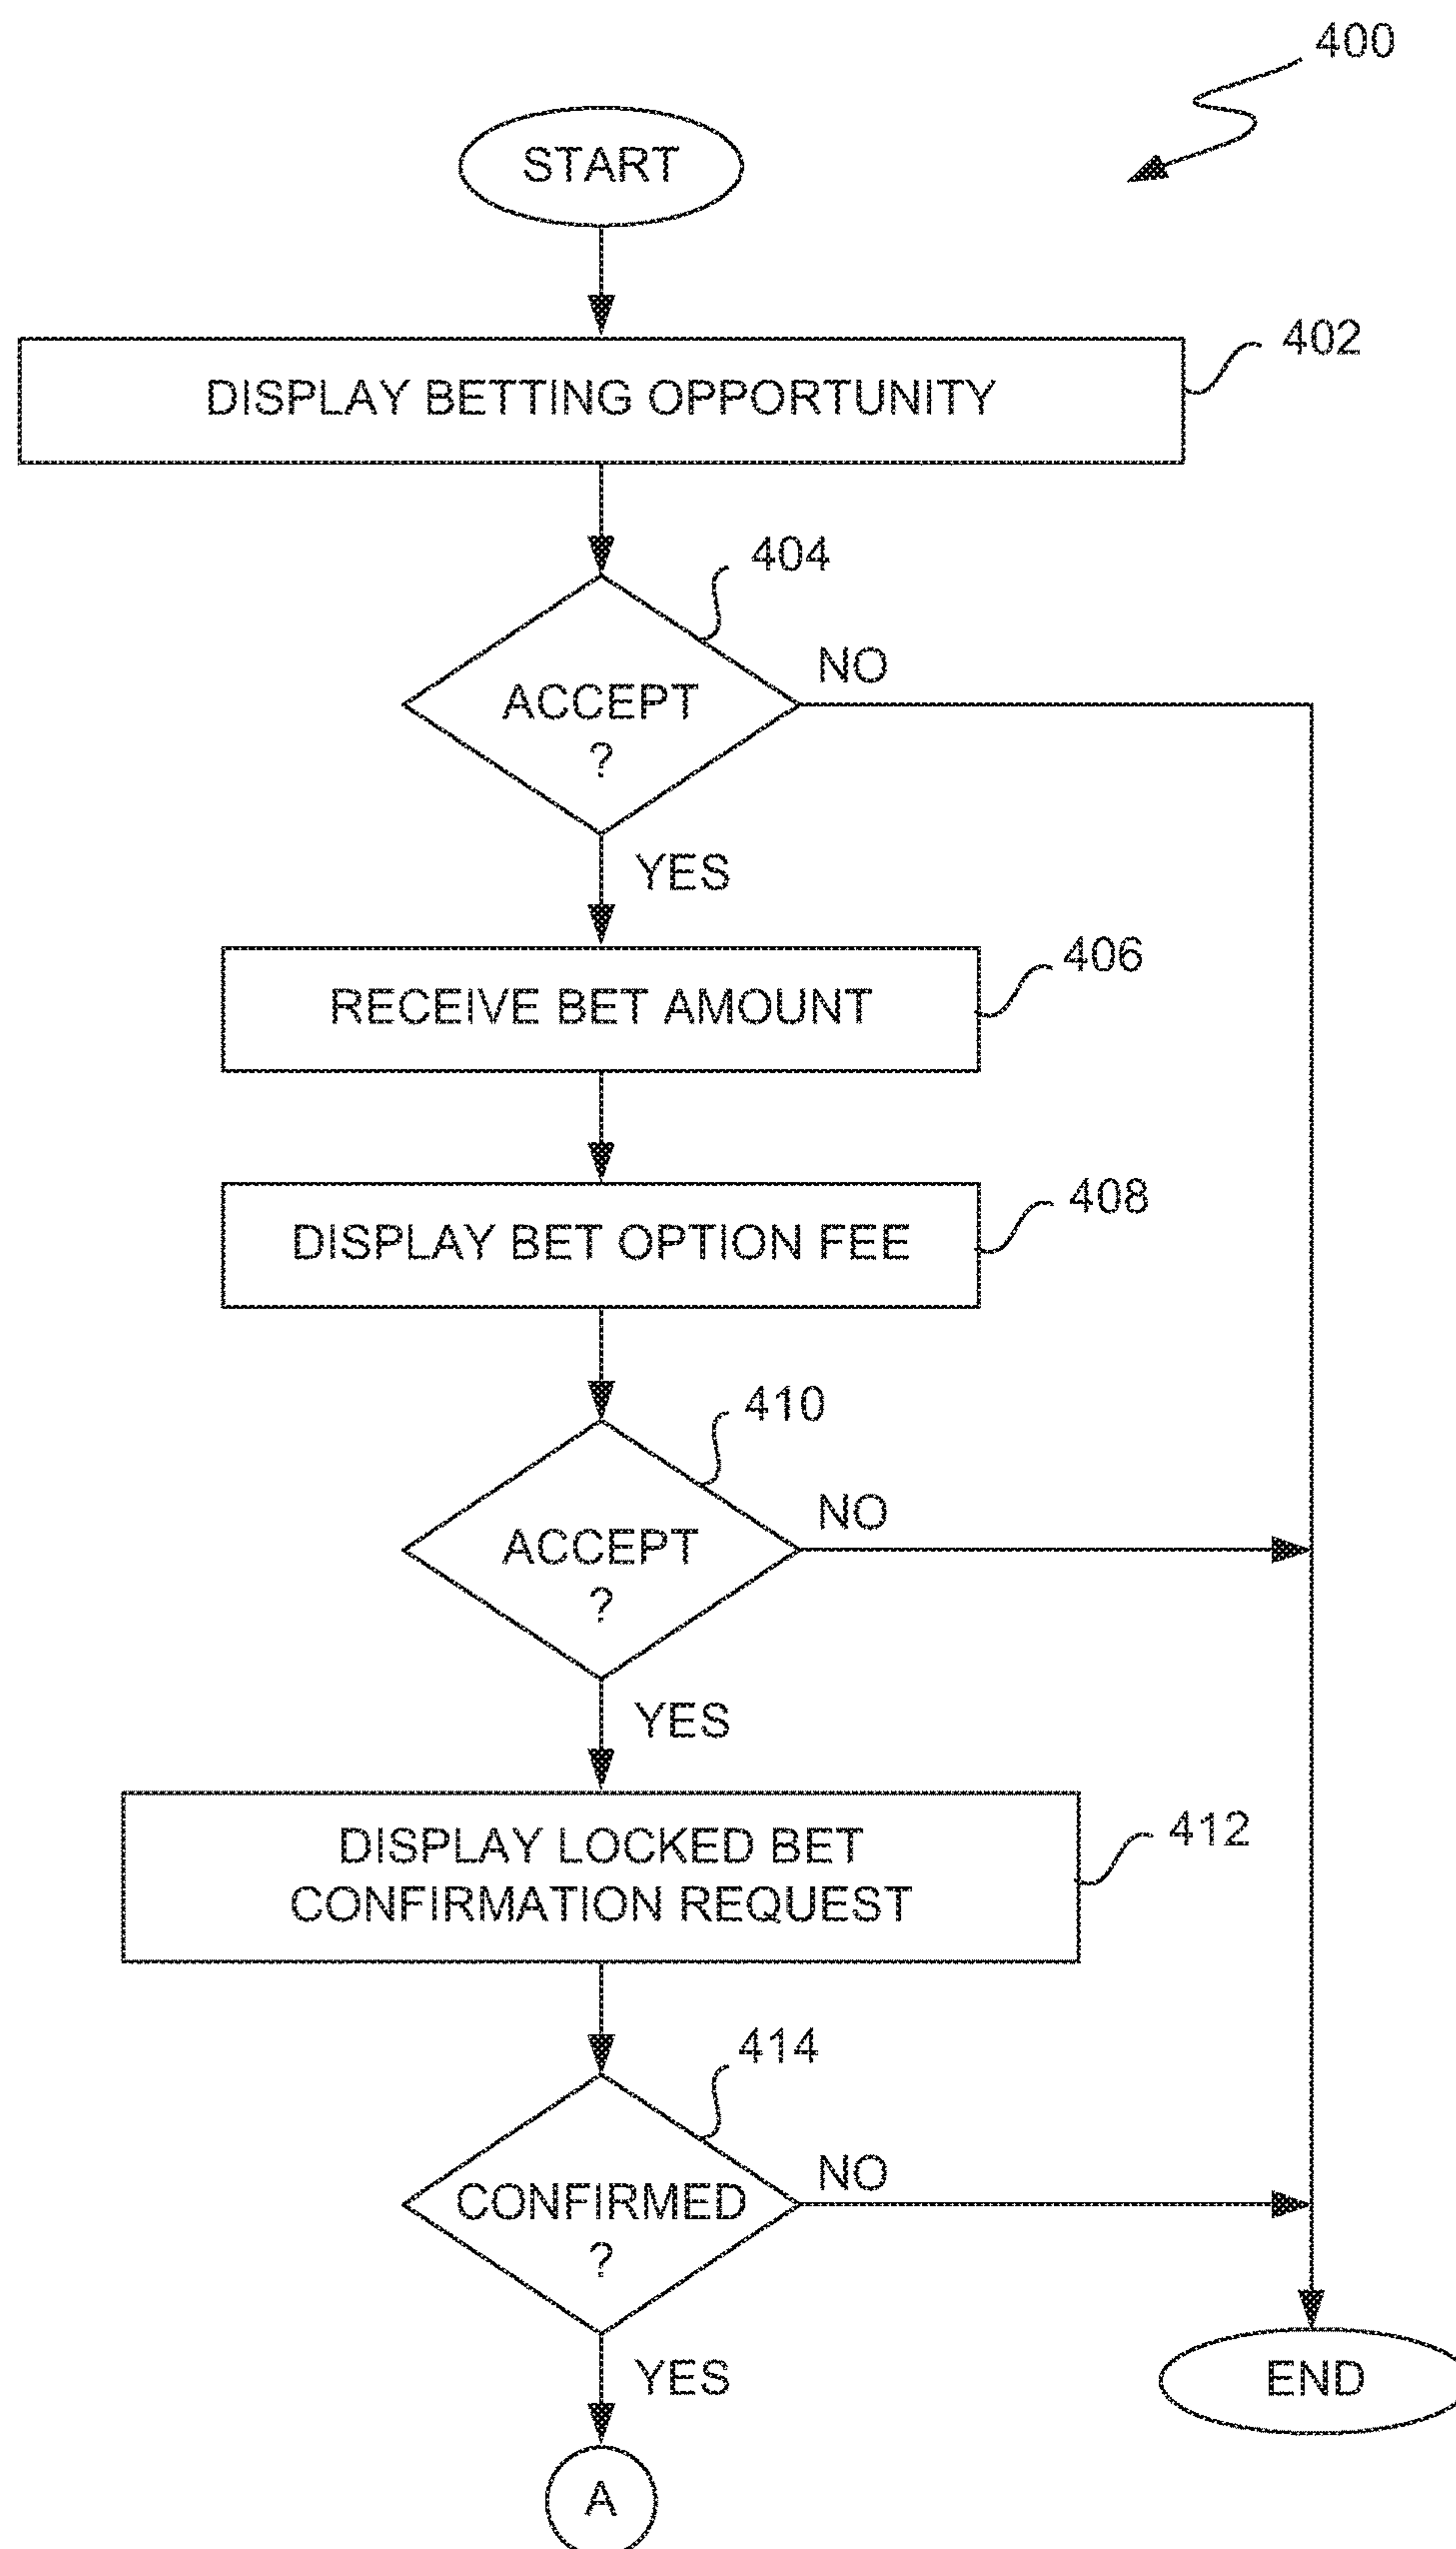 400
START
402
DISPLAY BETTING OPPORTUNITY
404
NO
ACCEPT
?
YES
406
RECEIVE BET AMOUNT
408
DISPLAY BET OPTION FEE
410
NO
ACCEPT
?
YES
412
DISPLAY LOCKED BET
CONFIRMATION REQUEST
414
NO
CONFIRMED
?
YES
END
A